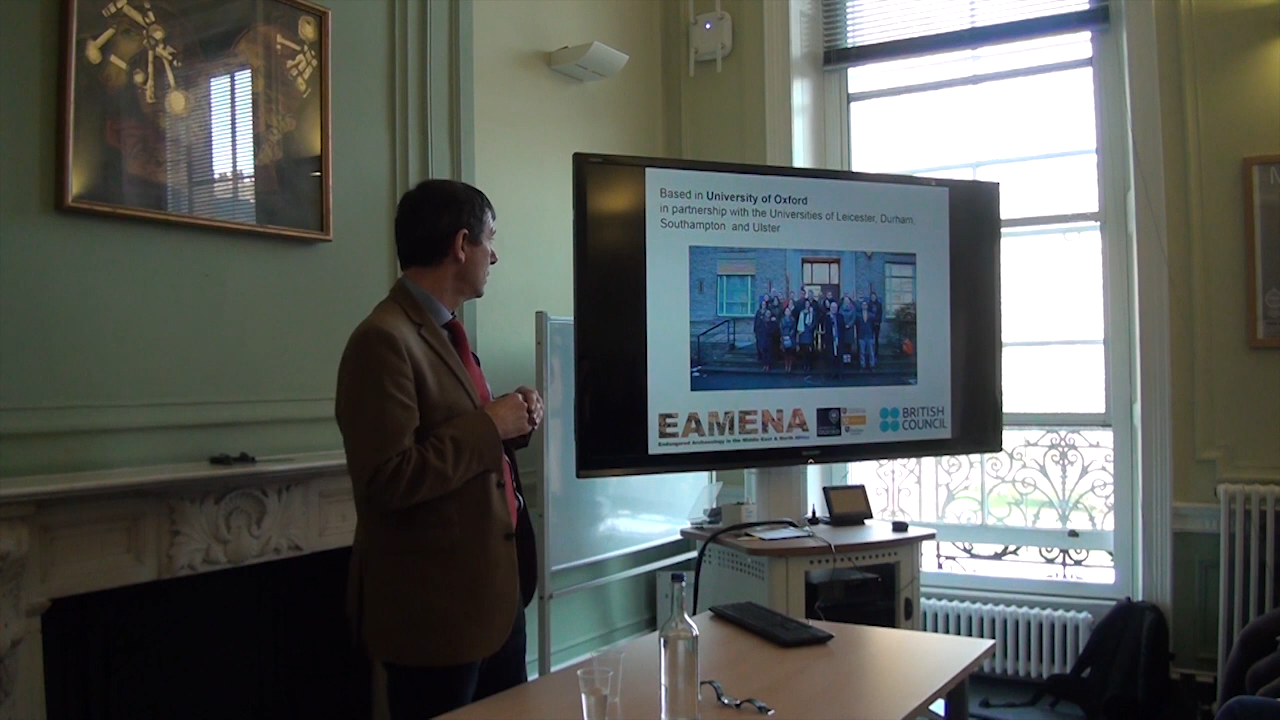 Based in University of Oxford
in partnership with the Universities of Leicester, Durham,
Southampton and Ulster
EAMENA
Endangered Archaeology in the Middle East & North Africa
BRITISH
COUNCIL